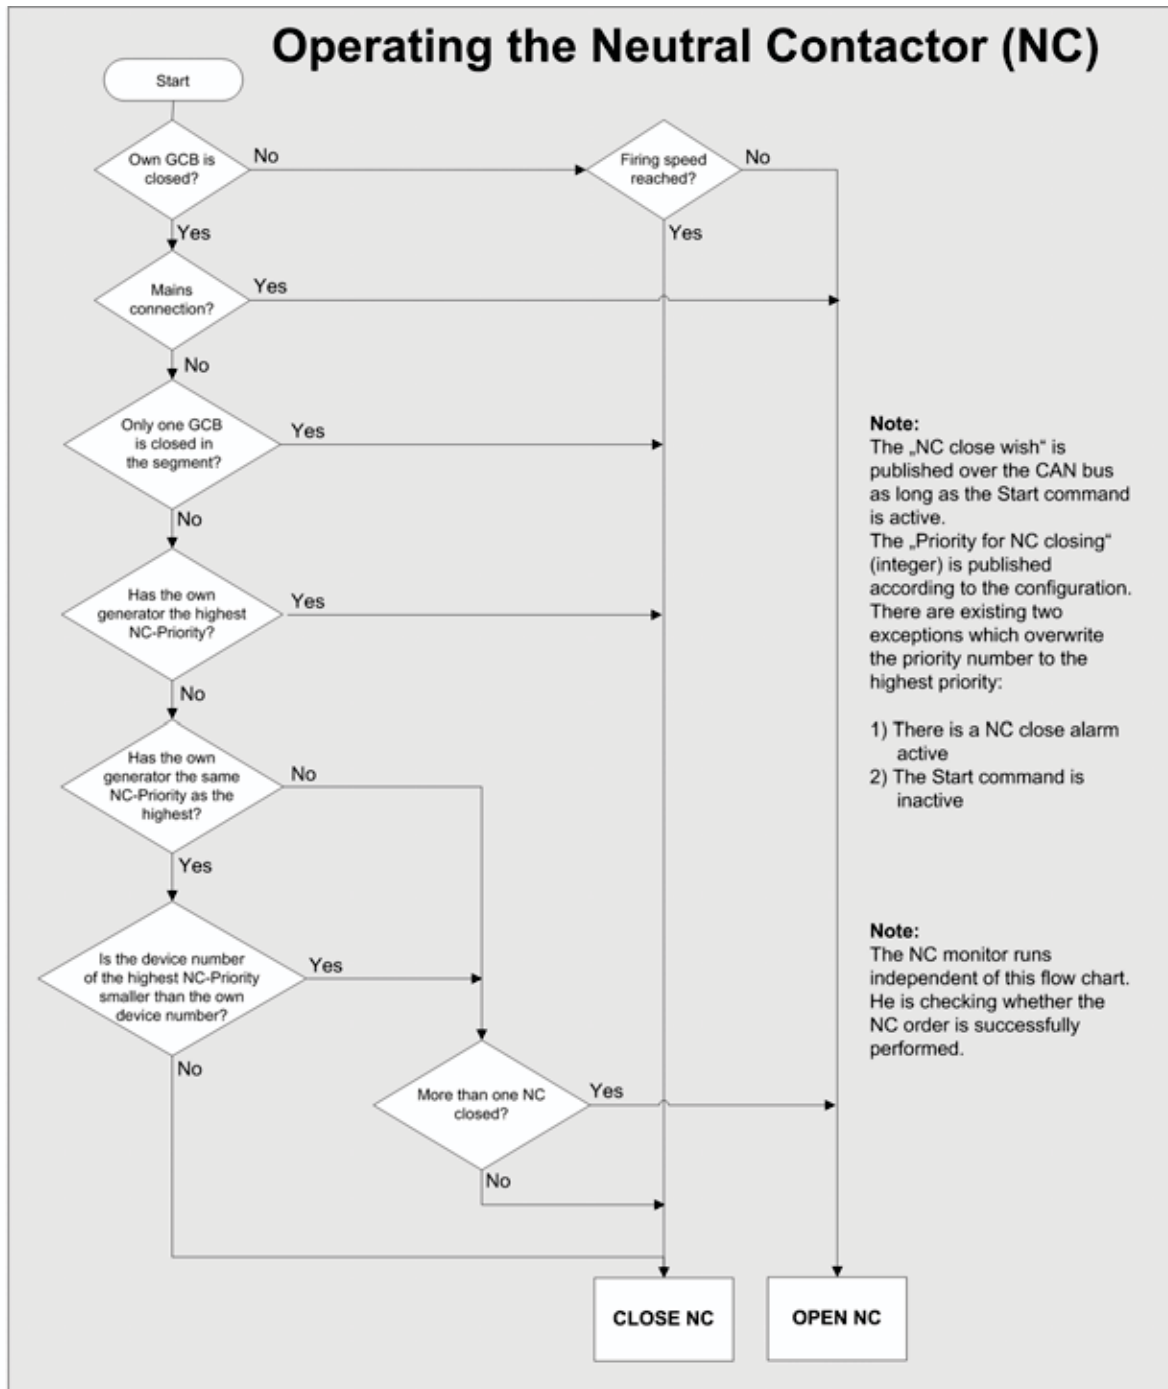 Operating the Neutral Contactor (NC)
Start
Own GCB is
closed?
No
Firing speed
reached?
No
Yes
Yes
Mains
connection?
Yes
No
Only one GCB
is closed in
the segment?
Yes
No
Has the own
generator the highest
NC-Priority?
Yes
No
Has the own
generator the same
NC-Priority as the
highest?
No
Yes
Is the device number
of the highest NC-Priority
smaller than the own
device number?
Yes
No
More than one NC
closed?
Yes
No
CLOSE NC
OPEN NC
Note:
The „NC close wish“ is
published over the CAN bus
as long as the Start command
is active.
The „Priority for NC closing“
(integer) is published
according to the configuration.
There are existing two
exceptions which overwrite
the priority number to the
highest priority:
1) There is a NC close alarm
active
2) The Start command is
inactive
Note:
The NC monitor runs
independent of this flow chart.
He is checking whether the
NC order is successfully
performed.